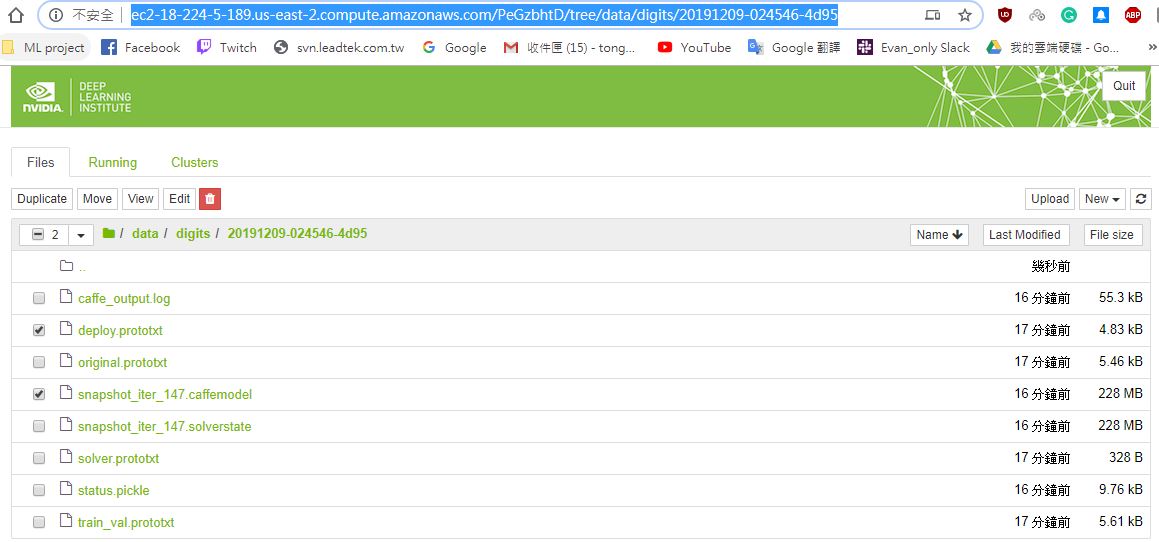 不安全 | ec2-18-224-5-189.us-east-2.compute.amazonaws.com/PeGzbhtD/tree/data/digits/20191209-024546-4d95
ML project Facebook Twitch svn.leadtek.com.tw Google 收件匣 (15) - tong... YouTube Google 翻譯 Evan_only Slack 我的雲端硬碟 - Go... »
NVIDIA. DEEP LEARNING INSTITUTE Quit
Files Running Clusters
Duplicate Move View Edit Upload New
2 / data / digits / 20191209-024546-4d95 Name Last Modified File size
.. 幾秒前
caffe_output.log 16 分鐘前 55.3 kB
deploy.prototxt 17 分鐘前 4.83 kB
original.prototxt 17 分鐘前 5.46 kB
snapshot_iter_147.caffemodel 16 分鐘前 228 MB
snapshot_iter_147.solverstate 16 分鐘前 228 MB
solver.prototxt 17 分鐘前 328 B
status.pickle 16 分鐘前 9.76 kB
train_val.prototxt 17 分鐘前 5.61 kB